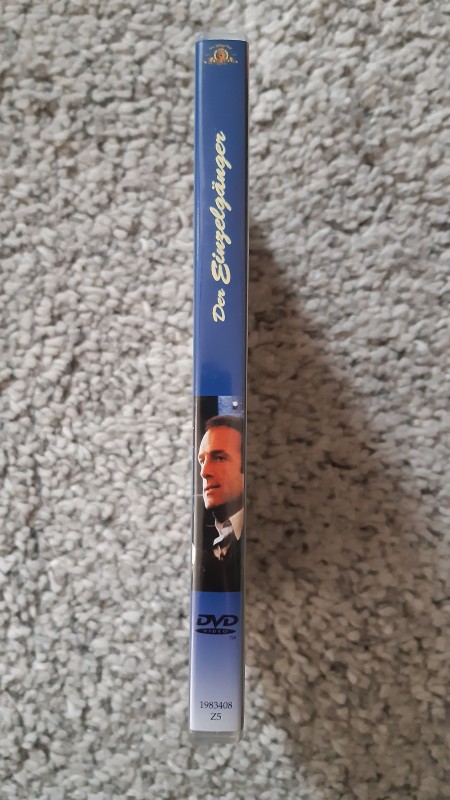 Der Einzelgänger
DVD
VIDEO
1983408
Z5